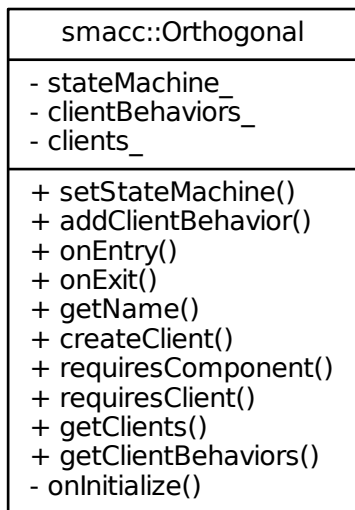 smacc::Orthogonal
- stateMachine_
- clientBehaviors_
- clients_
+ setStateMachine()
+ addClientBehavior()
+ onEntry()
+ onExit()
+ getName()
+ createClient()
+ requiresComponent()
+ requiresClient()
+ getClients()
+ getClientBehaviors()
- onInitialize()